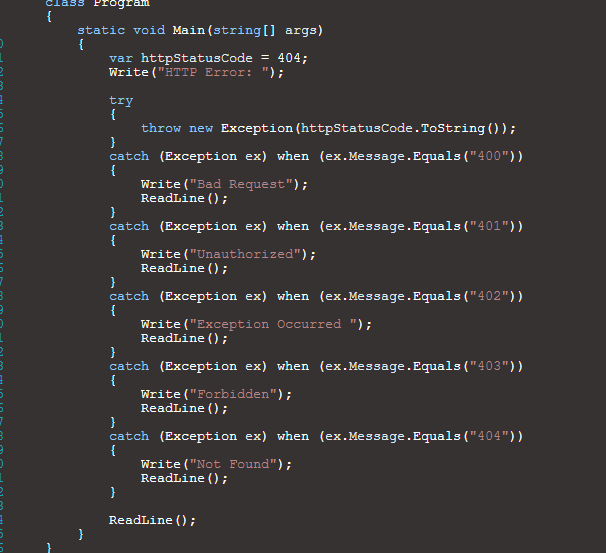 class Program
{
static void Main(string[] args)
{
var httpStatusCode = 404;
Write("HTTP Error: ");
try
{
throw new Exception(httpStatusCode.ToString());
}
catch (Exception ex) when (ex.Message.Equals("400"))
{
Write("Bad Request");
ReadLine();
}
catch (Exception ex) when (ex.Message.Equals("401"))
{
Write("Unauthorized");
ReadLine();
}
catch (Exception ex) when (ex.Message.Equals("402"))
{
Write("Exception Occurred ");
ReadLine();
}
catch (Exception ex) when (ex.Message.Equals("403"))
{
Write("Forbidden");
ReadLine();
}
catch (Exception ex) when (ex.Message.Equals("404"))
{
Write("Not Found");
ReadLine();
}
ReadLine();
}
}